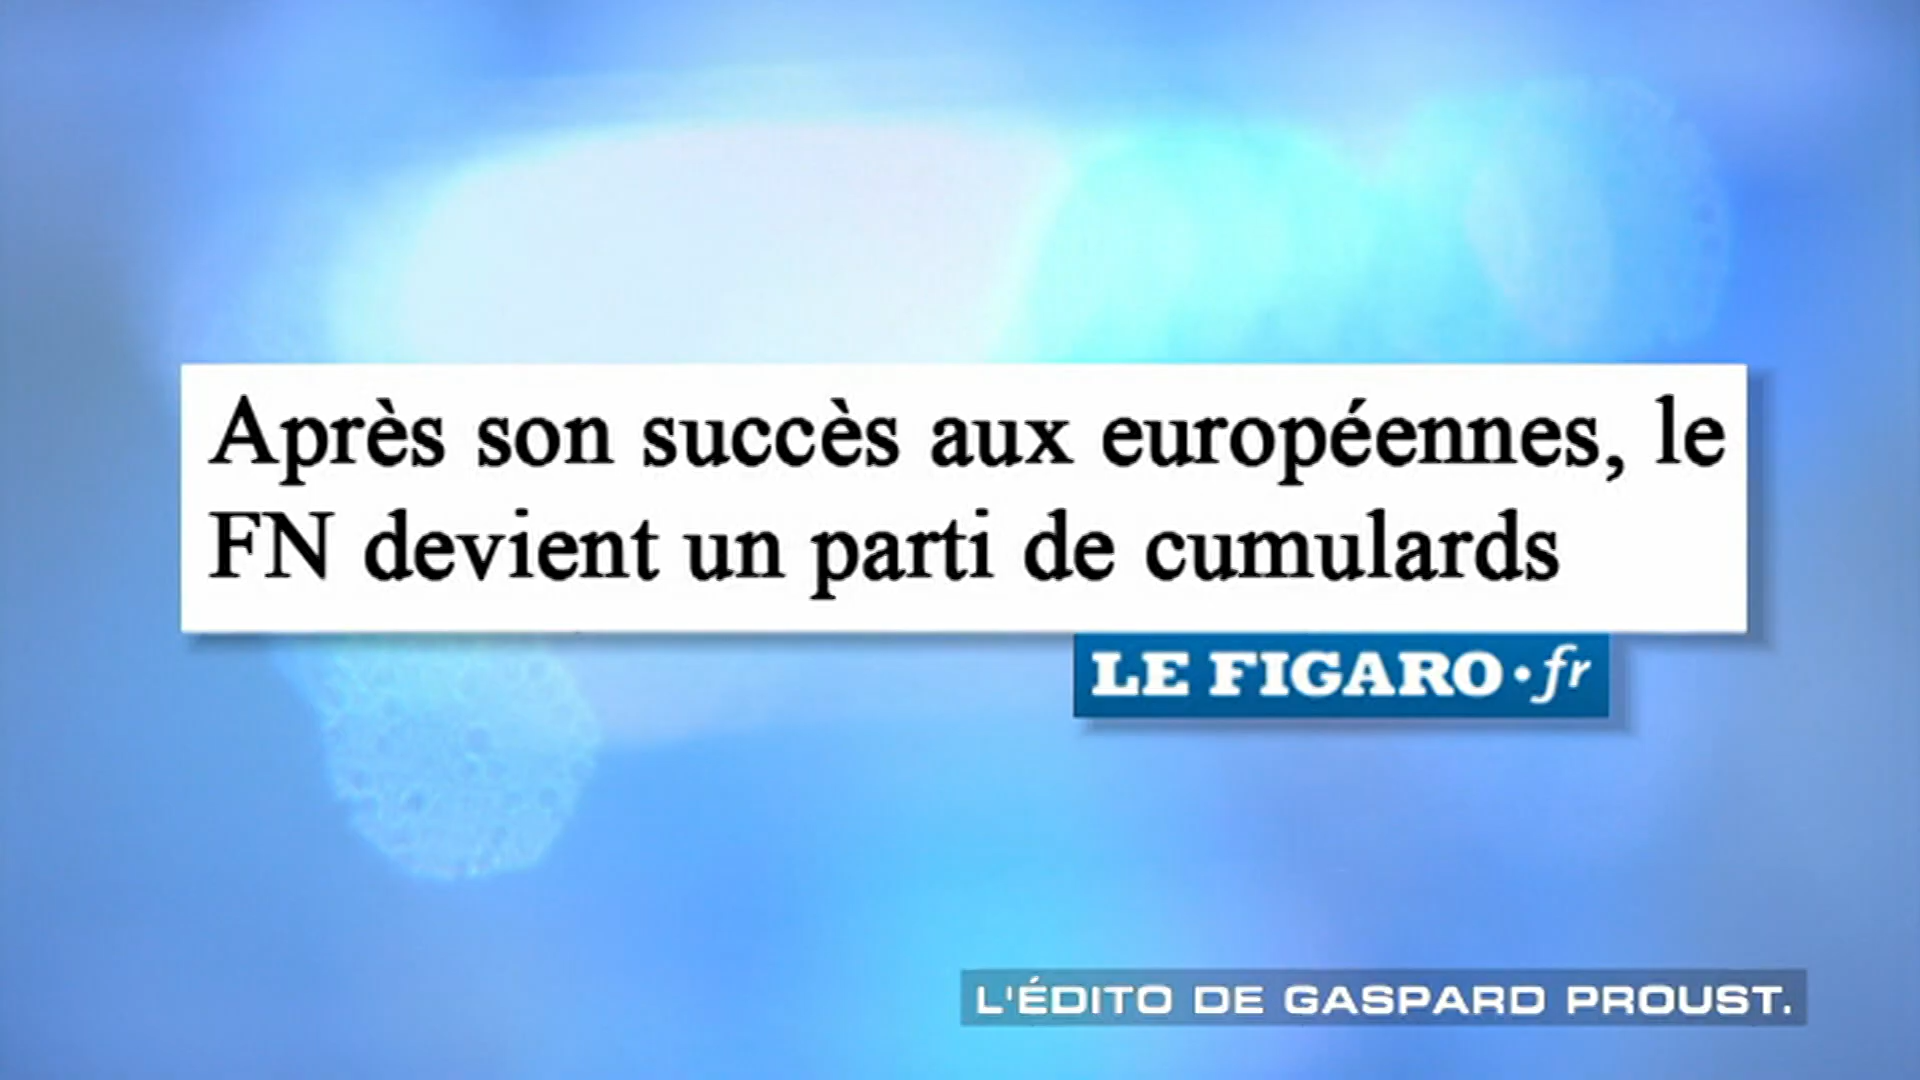 Après son succès aux européennes, le
FN devient un parti de cumulards
LE FIGARO·fr
L'ÉDITO DE GASPARD PROUST.